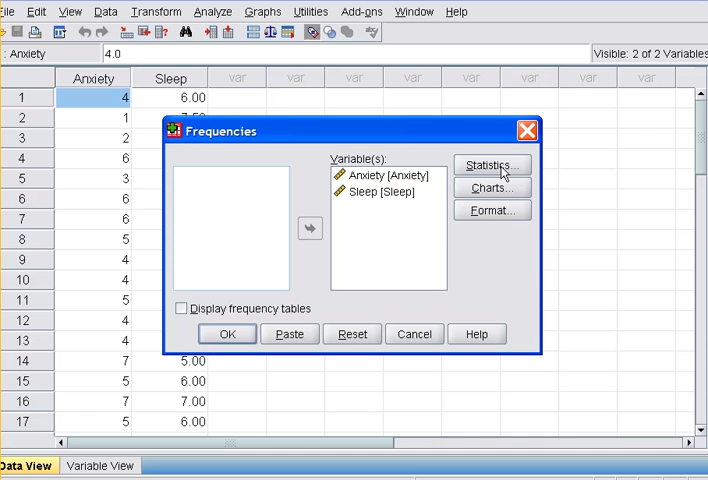 ile Edit View Data Transform Analyze Graphs Utilities Add-ons Window Help
: Anxiety 4.0 Visible: 2 of 2 Variables
Anxiety Sleep var var var var var var var var
1 4 6.00
2 1
3 2
4 6
5 3
6 6
7 6
8 5
9 4
10 4
11 5
12 4
13 4
14 7 5.00
15 5 6.00
16 7 7.00
17 5 6.00
Frequencies
Variable(s):
Anxiety [Anxiety]
Sleep [Sleep]
Statistics...
Charts...
Format...
Display frequency tables
OK Paste Reset Cancel Help
Data View Variable View